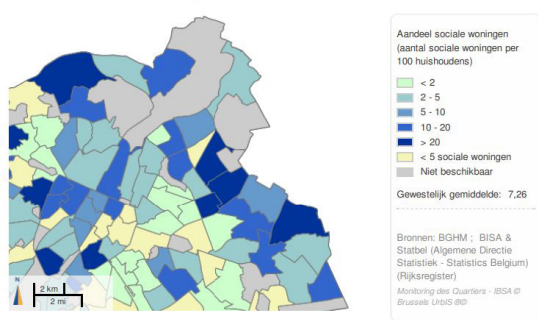 Aandeel sociale woningen
(aantal sociale woningen per
100 huishoudens)
< 2
2 - 5
5 - 10
10 - 20
> 20
< 5 sociale woningen
Niet beschikbaar
Gewestelijk gemiddelde: 7,26
Bronnen: BGHM ; BISA &
Statbel (Algemene Directie
Statistiek - Statistics Belgium)
(Rijksregister)
Monitoring des Quartiers - IBSA ©
Brussels UrbIS ®©
2 km
2 mi